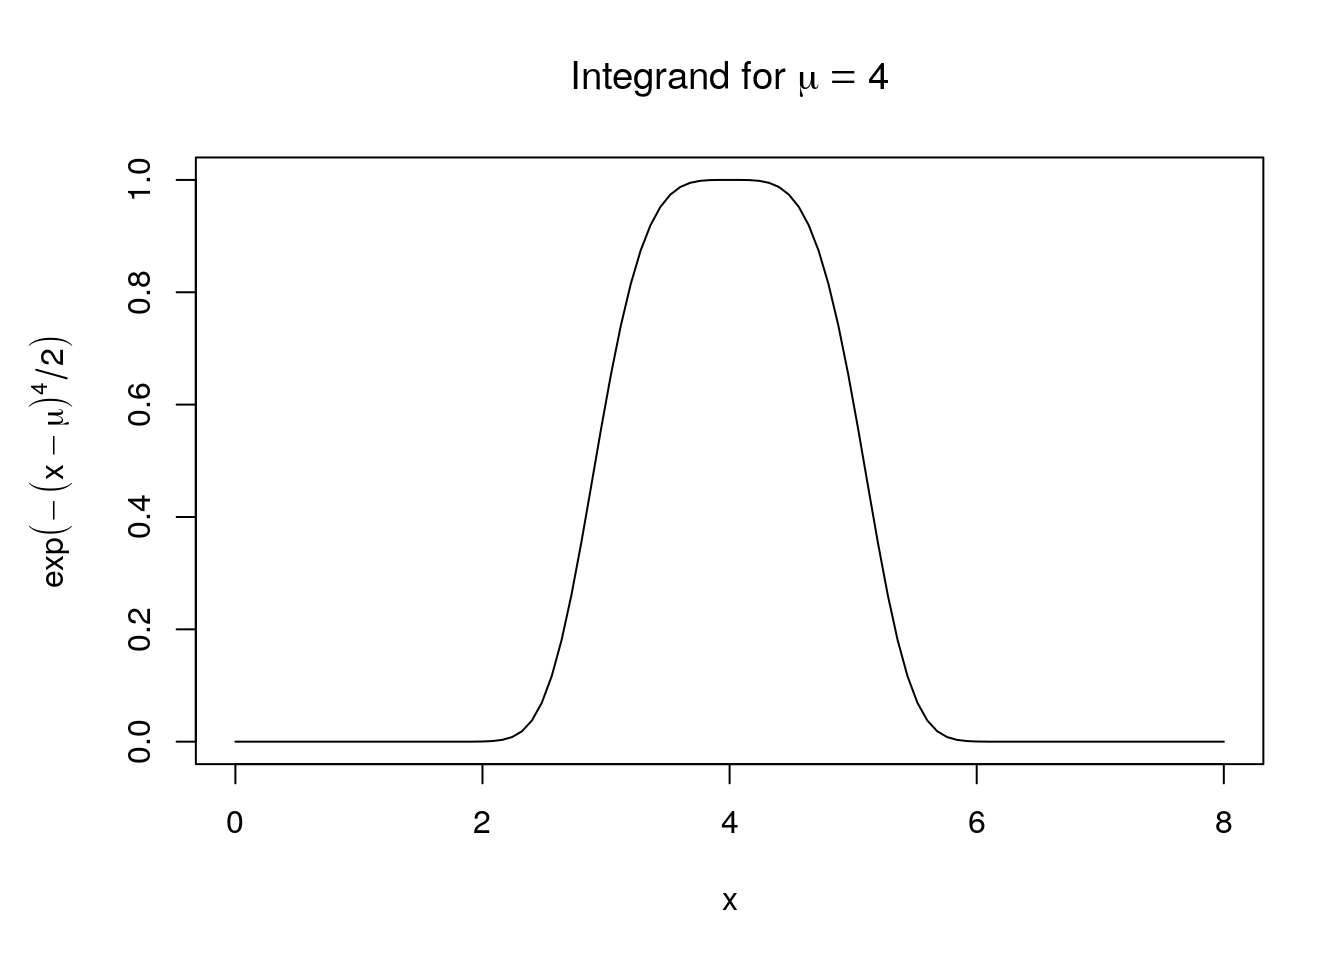 Integrand for μ = 4
exp(−(x − μ)⁴/2)
1.0
0.8
0.6
0.4
0.2
0.0
0 2 4 6 8
x